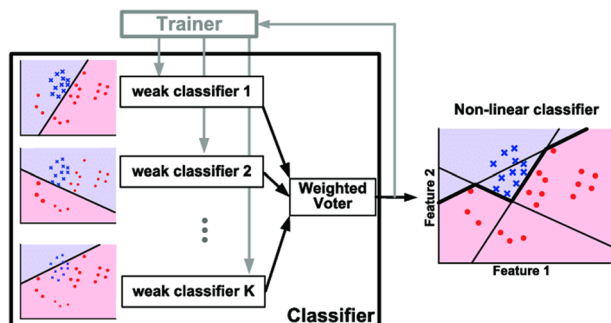 Trainer
weak classifier 1
weak classifier 2
weak classifier K
Weighted
Voter
Classifier
Non-linear classifier
Feature 2
Feature 1